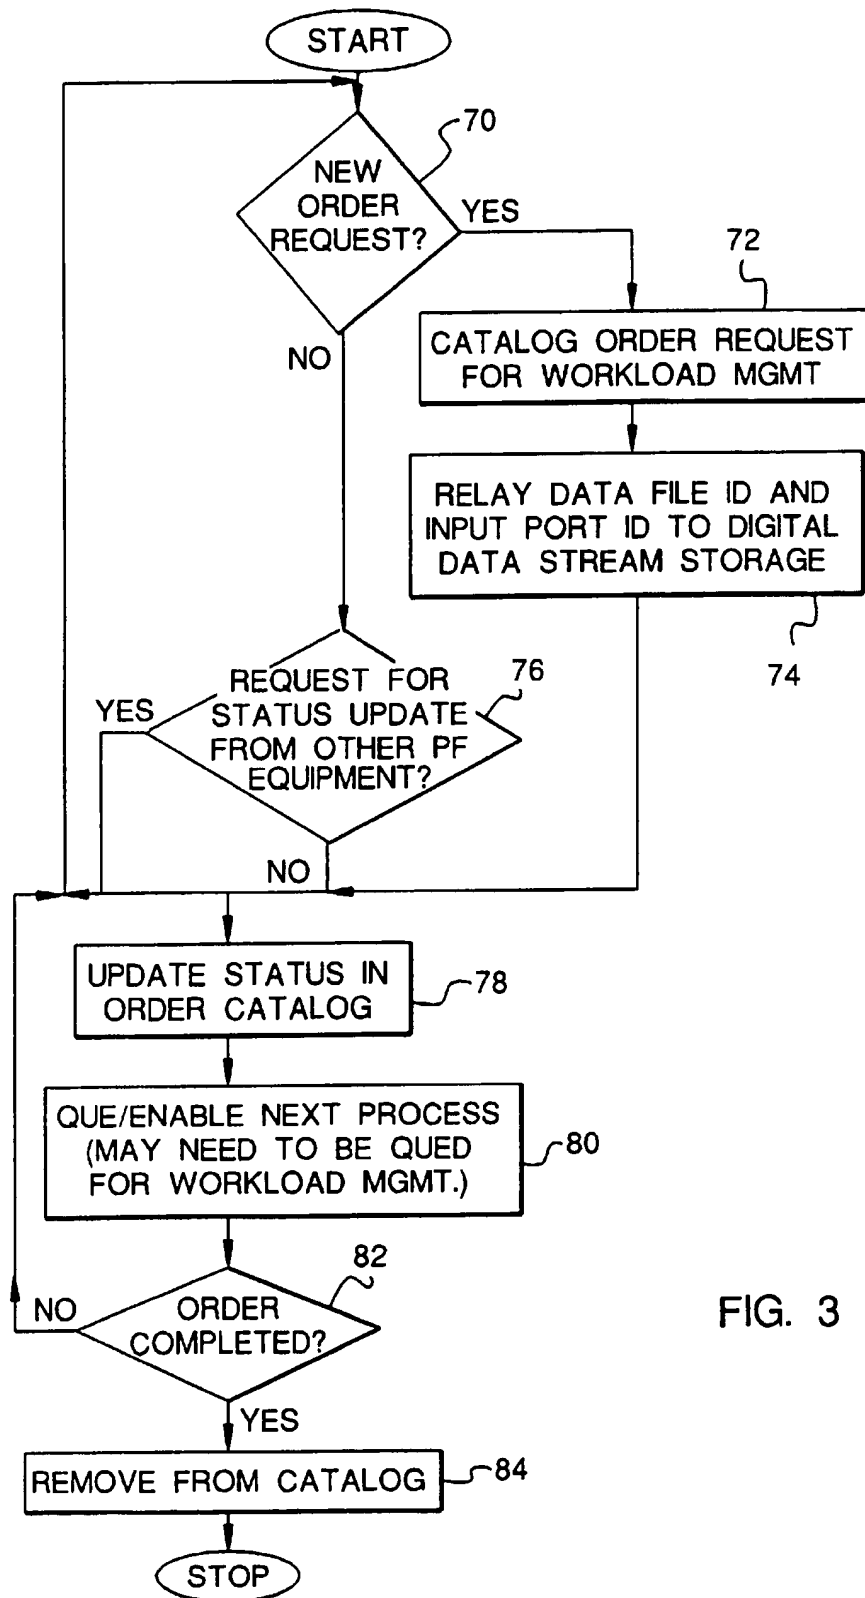 START
70
NEW
ORDER
REQUEST?
YES
NO
72
CATALOG ORDER REQUEST
FOR WORKLOAD MGMT
RELAY DATA FILE ID AND
INPUT PORT ID TO DIGITAL
DATA STREAM STORAGE
74
REQUEST FOR
STATUS UPDATE
FROM OTHER PF
EQUIPMENT?
76
YES
NO
UPDATE STATUS IN
ORDER CATALOG
78
QUE/ENABLE NEXT PROCESS
(MAY NEED TO BE QUED
FOR WORKLOAD MGMT.)
80
82
ORDER
COMPLETED?
NO
YES
FIG. 3
REMOVE FROM CATALOG
84
STOP